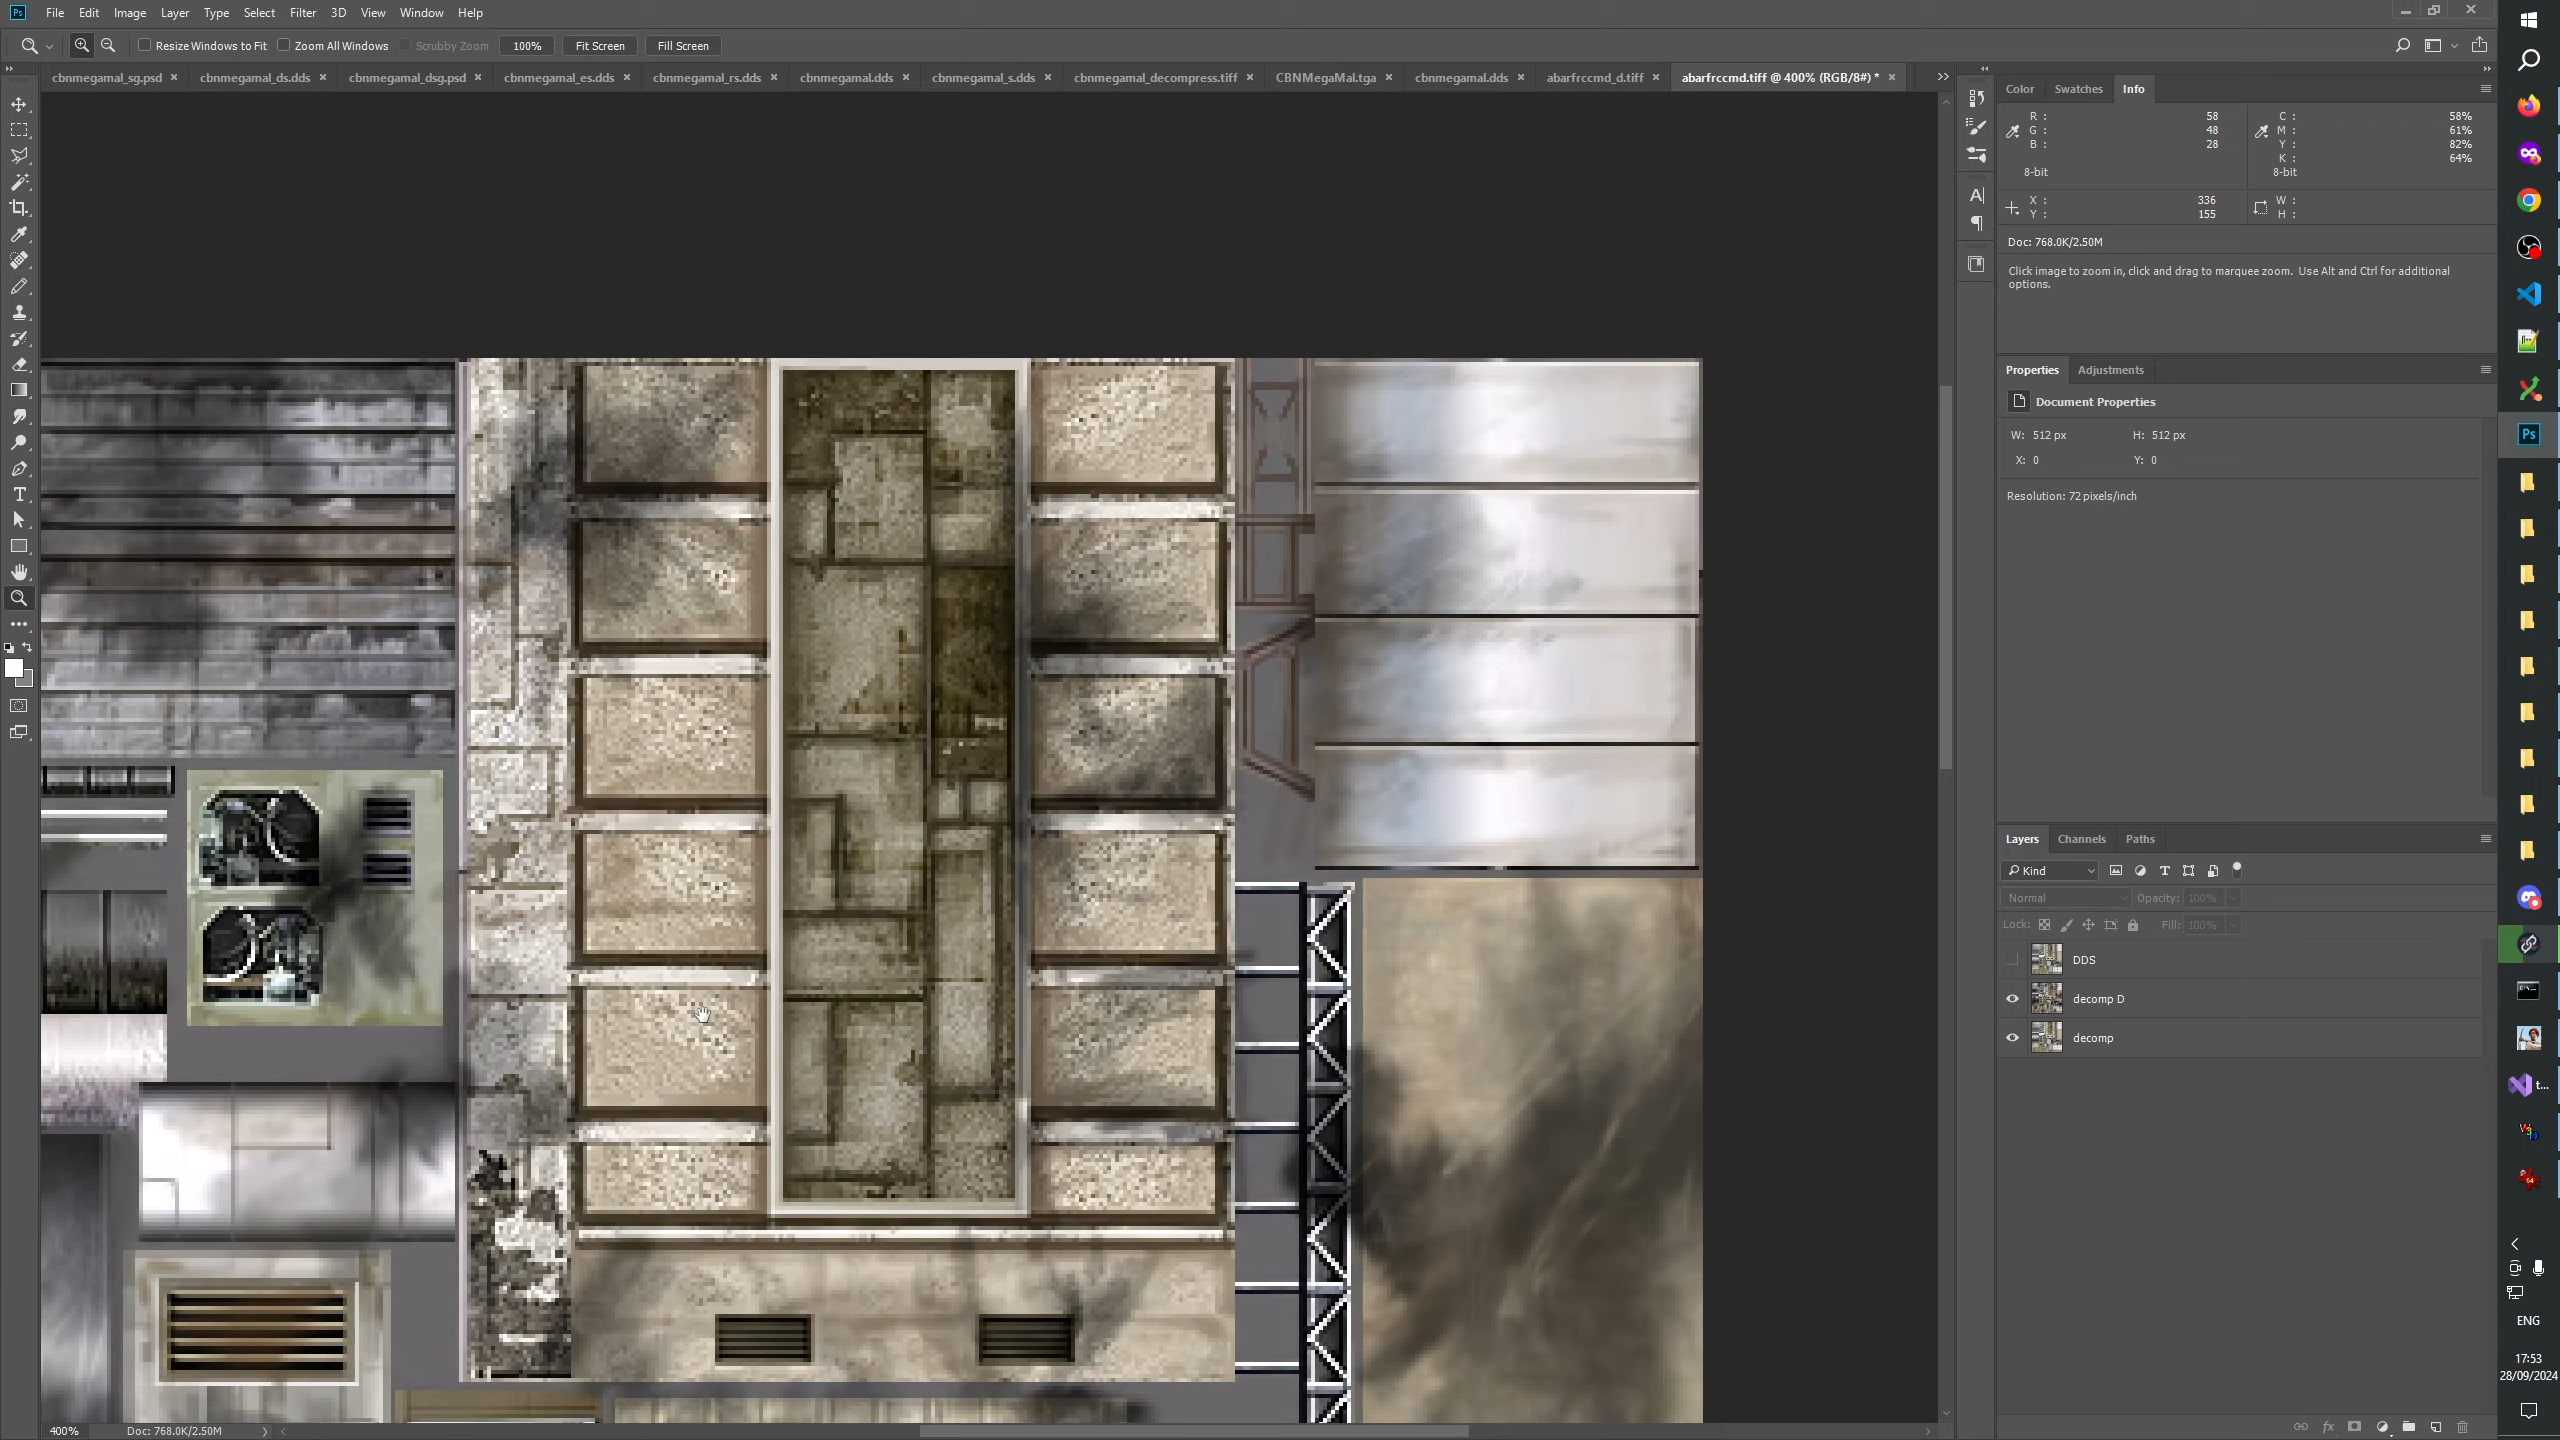 Ps File Edit Image Layer Type Select Filter 3D View Window Help
Resize Windows to Fit Zoom All Windows Scrubby Zoom 100% Fit Screen Fill Screen
cbnmegamal_sg.psd × cbnmegamal_ds.dds × cbnmegamal_dsg.psd × cbnmegamal_es.dds × cbnmegamal_rs.dds × cbnmegamal.dds × cbnmegamal_s.dds × cbnmegamal_decompress.tiff × CBNMegaMal.tga × cbnmegamal.dds × abarfrccmd_d.tiff × abarfrccmd.tiff @ 400% (RGB/8#) * ×
Color Swatches Info
R : 58 C : 58%
G : 48 M : 61%
B : 28 Y : 82%
K : 64%
8-bit 8-bit
X : 336 W :
Y : 155 H :
Doc: 768.0K/2.50M
Click image to zoom in, click and drag to marquee zoom. Use Alt and Ctrl for additional
options.
Properties Adjustments
Document Properties
W: 512 px H: 512 px
X: 0 Y: 0
Resolution: 72 pixels/inch
Layers Channels Paths
Kind
Normal Opacity: 100%
Lock: Fill: 100%
DDS
decomp D
decomp
400% Doc: 768.0K/2.50M
Ps
t...
ENG
17:53
28/09/2024